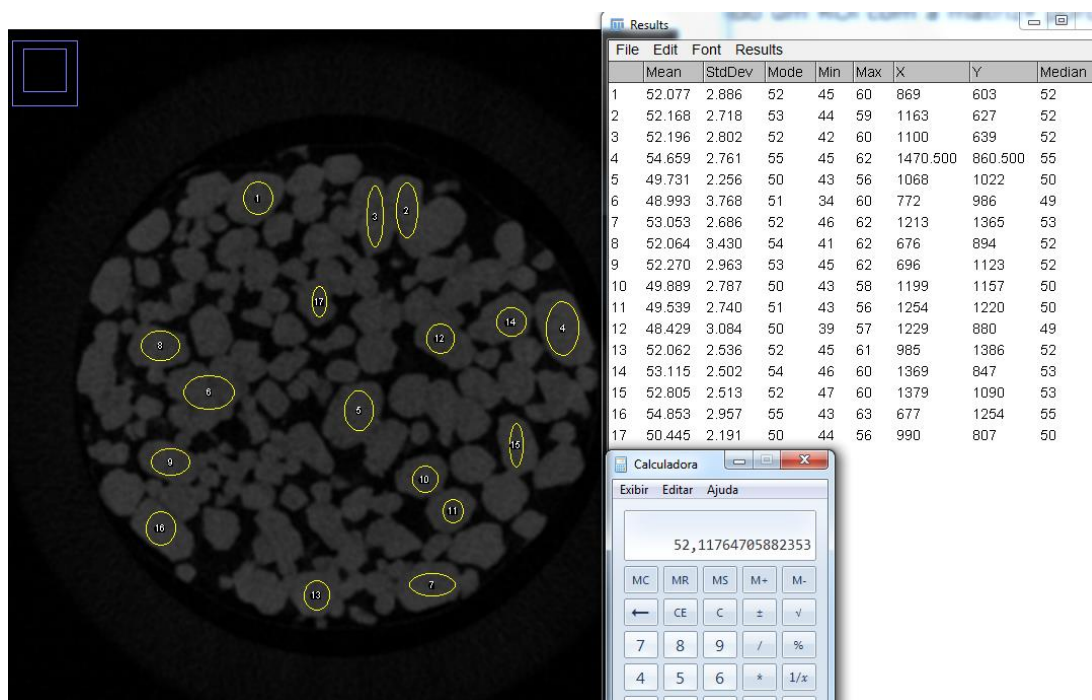 do um ROI com a matriz
Results
File Edit Font Results
Mean StdDev Mode Min Max X Y Median
1 52.077 2.886 52 45 60 869 603 52
2 52.168 2.718 53 44 59 1163 627 52
3 52.196 2.802 52 42 60 1100 639 52
4 54.659 2.761 55 45 62 1470.500 860.500 55
5 49.731 2.256 50 43 56 1068 1022 50
6 48.993 3.768 51 34 60 772 986 49
7 53.053 2.686 52 46 62 1213 1365 53
8 52.064 3.430 54 41 62 676 894 52
9 52.270 2.963 53 45 62 696 1123 52
10 49.889 2.787 50 43 58 1199 1157 50
11 49.539 2.740 51 43 56 1254 1220 50
12 48.429 3.084 50 39 57 1229 880 49
13 52.062 2.536 52 45 61 985 1386 52
14 53.115 2.502 54 46 60 1369 847 53
15 52.805 2.513 52 47 60 1379 1090 53
16 54.853 2.957 55 43 63 677 1254 55
17 50.445 2.191 50 44 56 990 807 50
1
3
2
17
14
4
12
8
6
5
15
9
10
11
16
7
13
Calculadora
Exibir Editar Ajuda
52,11764705882353
MC MR MS M+ M-
← CE C ± √
7 8 9 / %
4 5 6 * 1/x